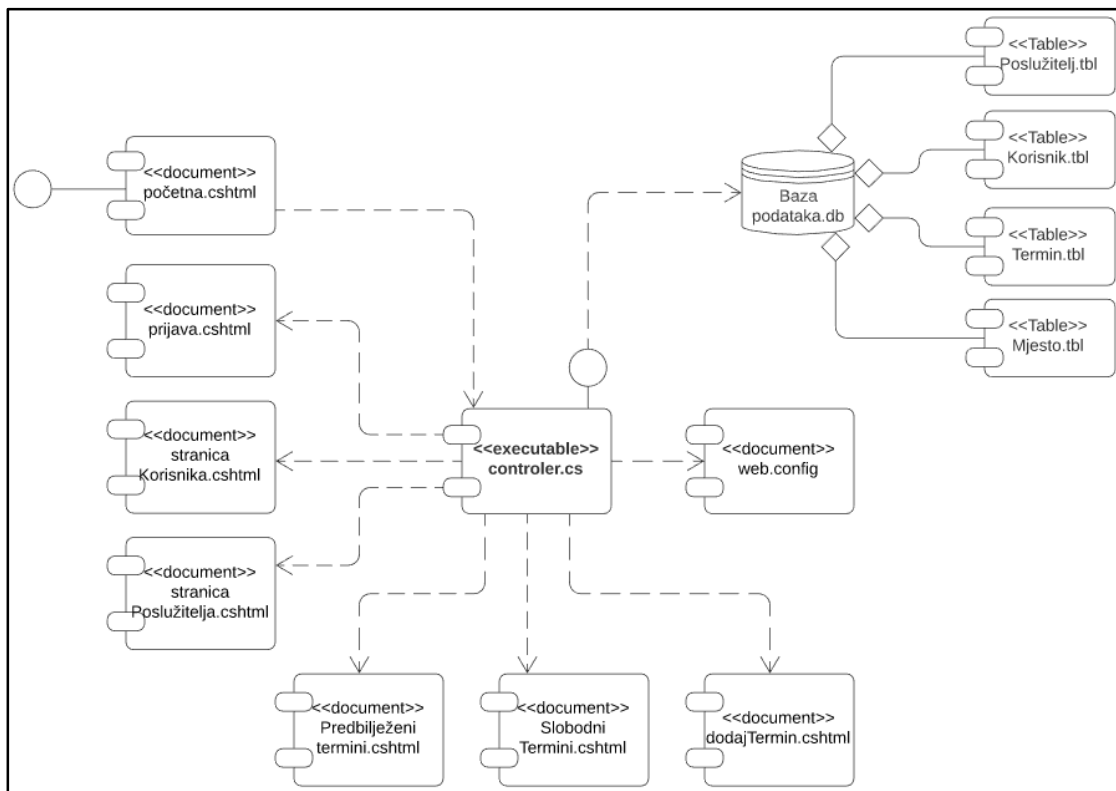 <<Table>>
Poslužitelj.tbl
<<Table>>
Korisnik.tbl
<<Table>>
Termin.tbl
<<Table>>
Mjesto.tbl
Baza
podataka.db
<<document>>
početna.cshtml
<<document>>
prijava.cshtml
<<document>>
stranica
Korisnika.cshtml
<<document>>
stranica
Poslužitelja.cshtml
<<executable>>
controler.cs
<<document>>
web.config
<<document>>
Predbilježeni
termini.cshtml
<<document>>
Slobodni
Termini.cshtml
<<document>>
dodajTermin.cshtml